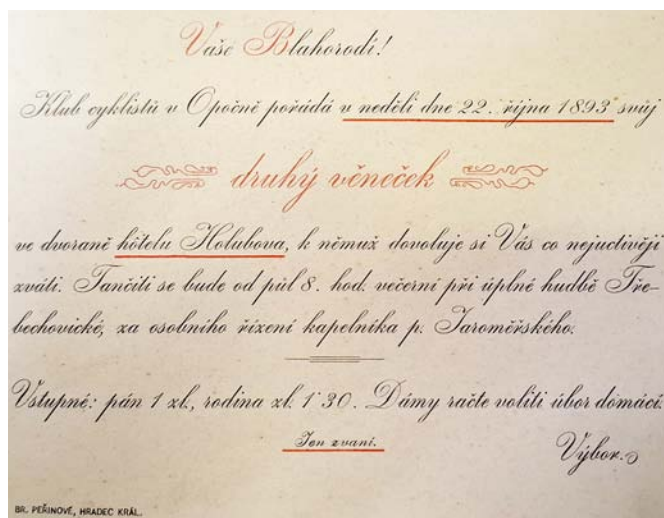 Vaše Blahorodí!
Klub cyklistů v Opočně pořádá v neděli dne 22. října 1893 svůj
druhý věneček
ve dvoraně hôtelu Holubova, k němuž dovoluje si Vás co nejuctivěji
zváti. Tančiti se bude od půl 8. hod. večerní při úplné hudbě Tře-
bechovické, za osobního řízení kapelníka p. Jaroměřského.
Vstupné: pán 1 zl., rodina zl. 1˙30. Dámy račte voliti úbor domácí.
Jen zvaní.
Výbor.
BR. PEŘINOVÉ, HRADEC KRÁL.